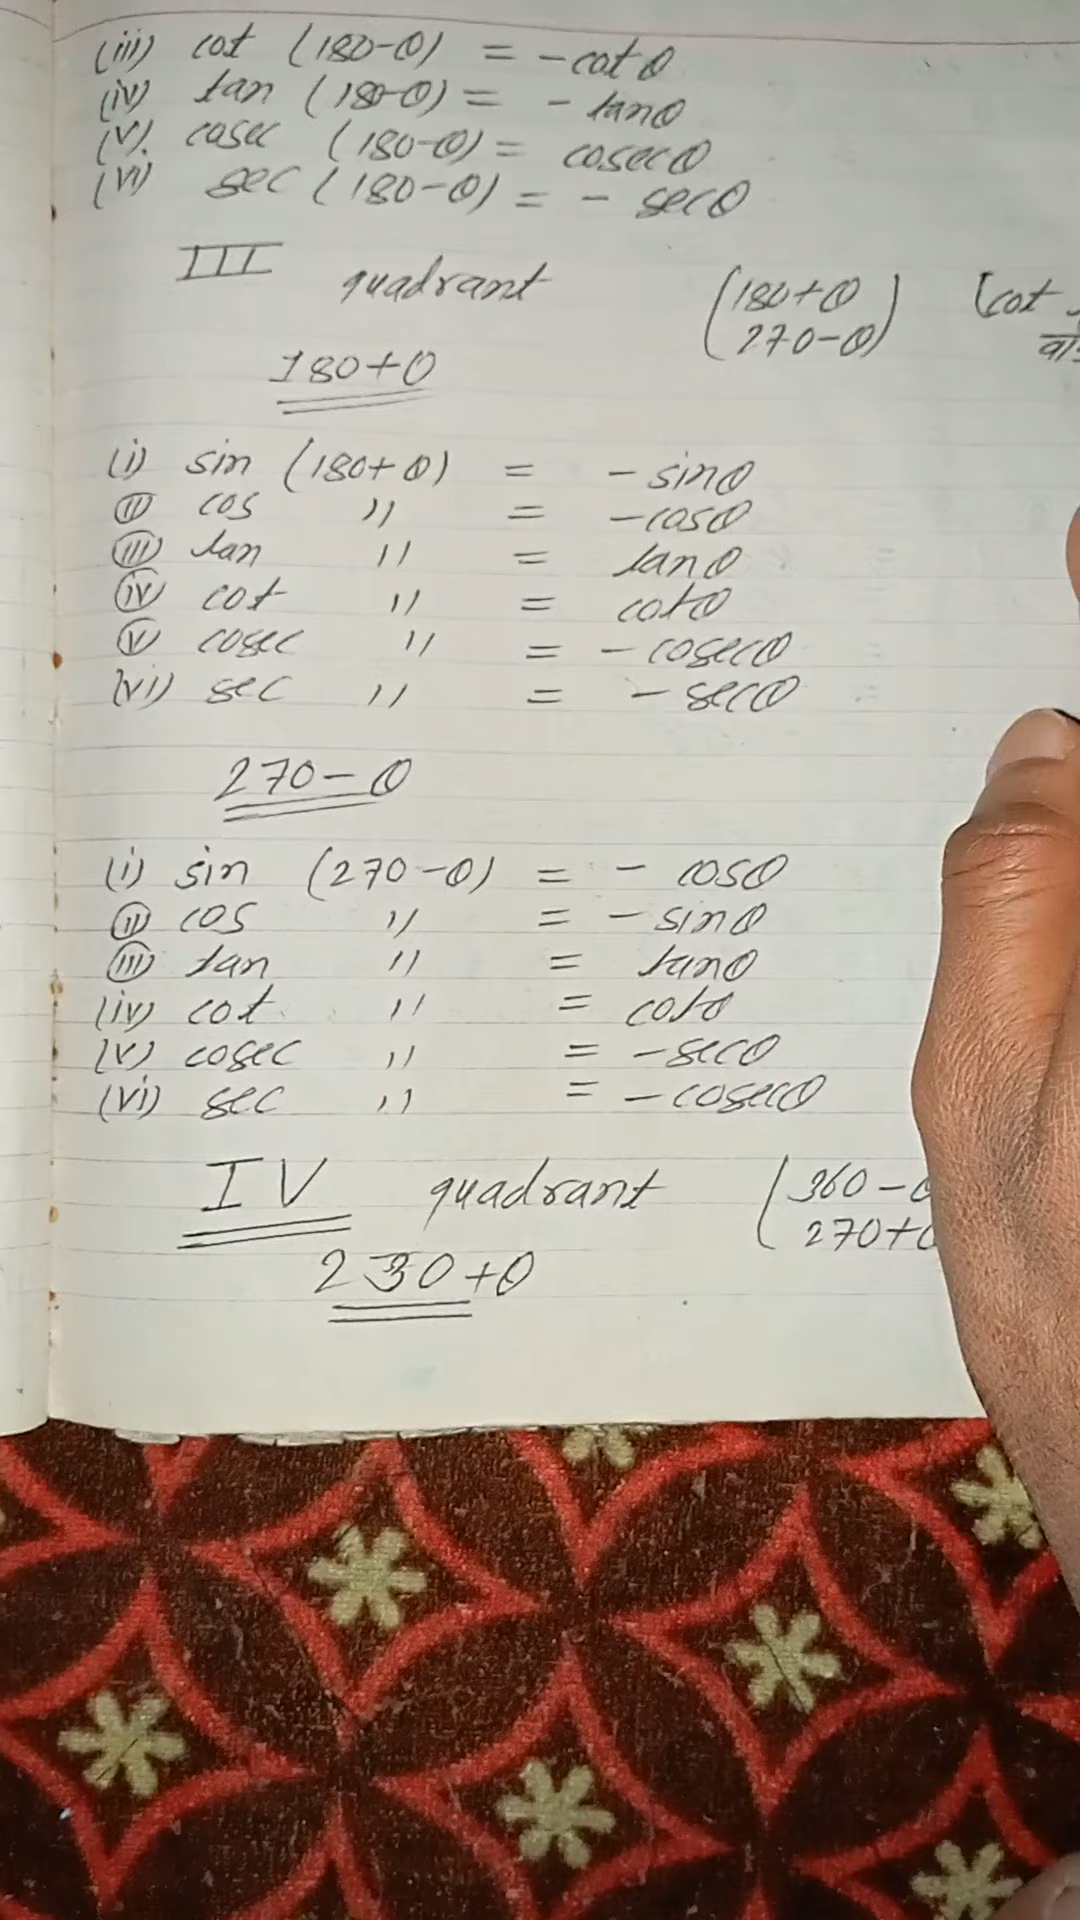 (iii) cot (180-θ) = -cotθ
(iv) tan (180-θ) = - tanθ
(v). cosec (180-θ) = cosecθ
(vi) sec (180-θ) = - secθ
III quadrant (180+θ 270-θ) (cot
180+θ
(i) sin (180+θ) = - sinθ
(ii) cos " = -cosθ
(iii) tan " = tanθ
(iv) cot " = cotθ
(v) cosec " = - cosecθ
(vi) sec " = - secθ
270-θ
(i) sin (270-θ) = - cosθ
(ii) cos " = - sinθ
(iii) tan " = tanθ
(iv) cot " = cotθ
(v) cosec " = -secθ
(vi) sec " = -cosecθ
IV quadrant (360- 270+
230+θ